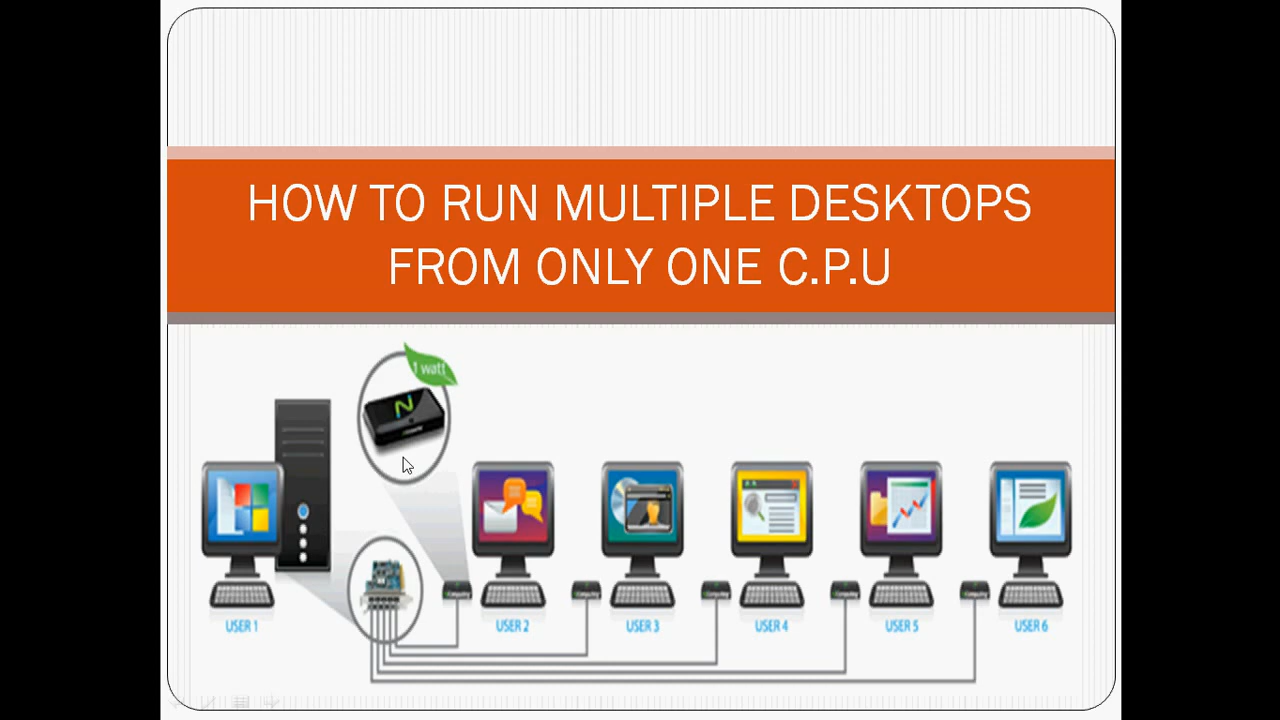 HOW TO RUN MULTIPLE DESKTOPS
FROM ONLY ONE C.P.U
1 watt
N
USER 1
USER 2
USER 3
USER 4
USER 5
USER 6